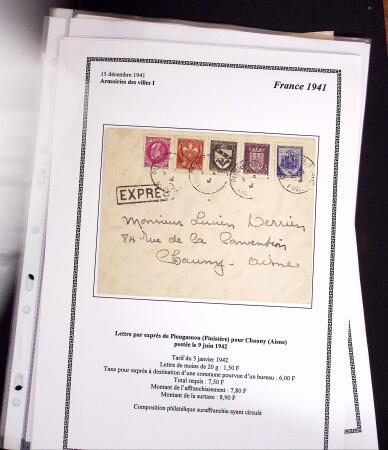 15 décembre 1941
Armoiries des villes I
France 1941
EXPRÈS
Monsieur Lucien Derrien
84 rue de la Convention
Chauny - Aisne
Lettre par exprès de Plougasnou (Finistère) pour Chauny (Aisne)
postée le 9 juin 1942
Tarif du 5 janvier 1942
Lettre de moins de 20 g : 1,50 F
Taxe pour exprès à destination d'une commune pourvue d'un bureau : 6,00 F
Total requis : 7,50 F
Montant de l'affranchissement : 7,80 F
Montant de la surtaxe : 8,90 F
Composition philatélique suraffranchie ayant circulé